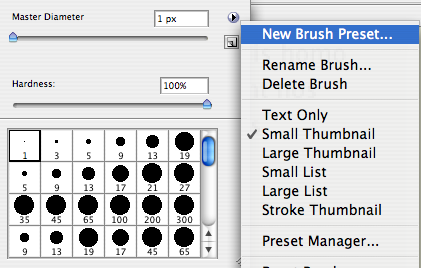 Master Diameter 1 px
Hardness: 100%
1 3 5 9 13 19
5 9 13 17 21 27
35 45 65 100 200 300
9 13 19 17 45 65
New Brush Preset...
Rename Brush...
Delete Brush
Text Only
Small Thumbnail
Large Thumbnail
Small List
Large List
Stroke Thumbnail
Preset Manager...